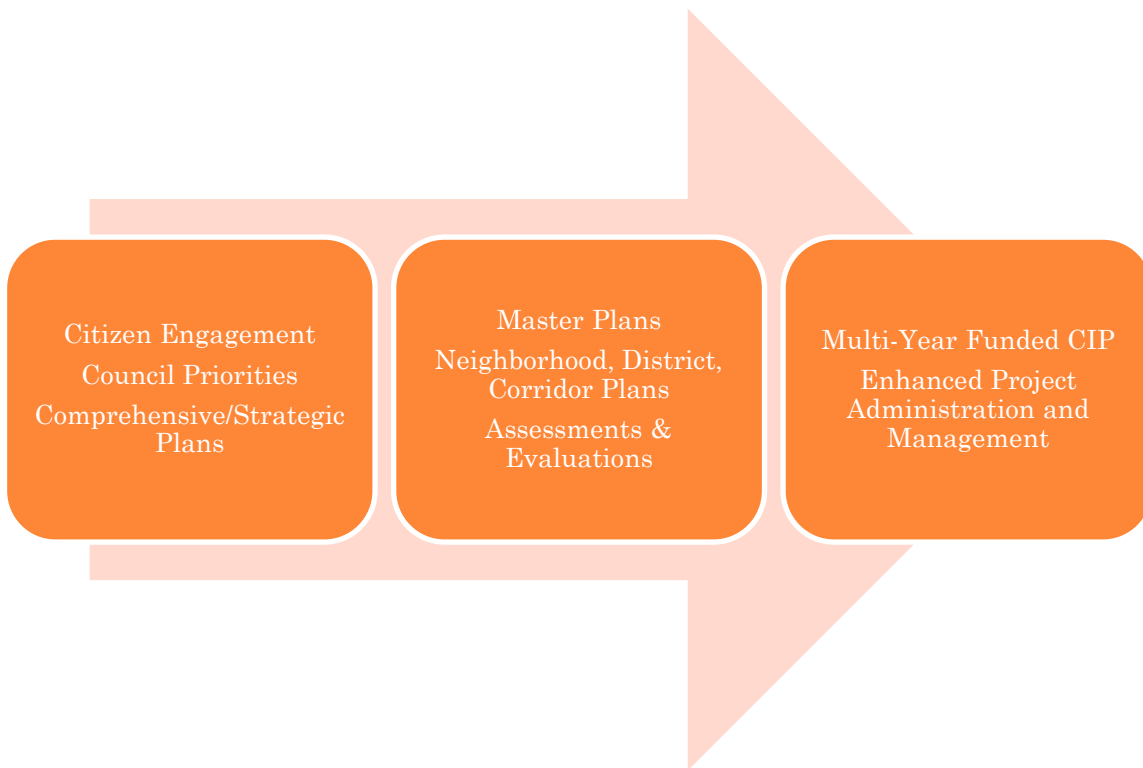 Citizen Engagement
Council Priorities
Comprehensive/Strategic
Plans
Master Plans
Neighborhood, District,
Corridor Plans
Assessments &
Evaluations
Multi-Year Funded CIP
Enhanced Project
Administration and
Management